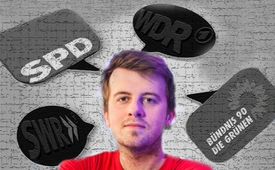 WDR
SPD
SWR
BÜNDNIS 90
DIE GRÜNEN